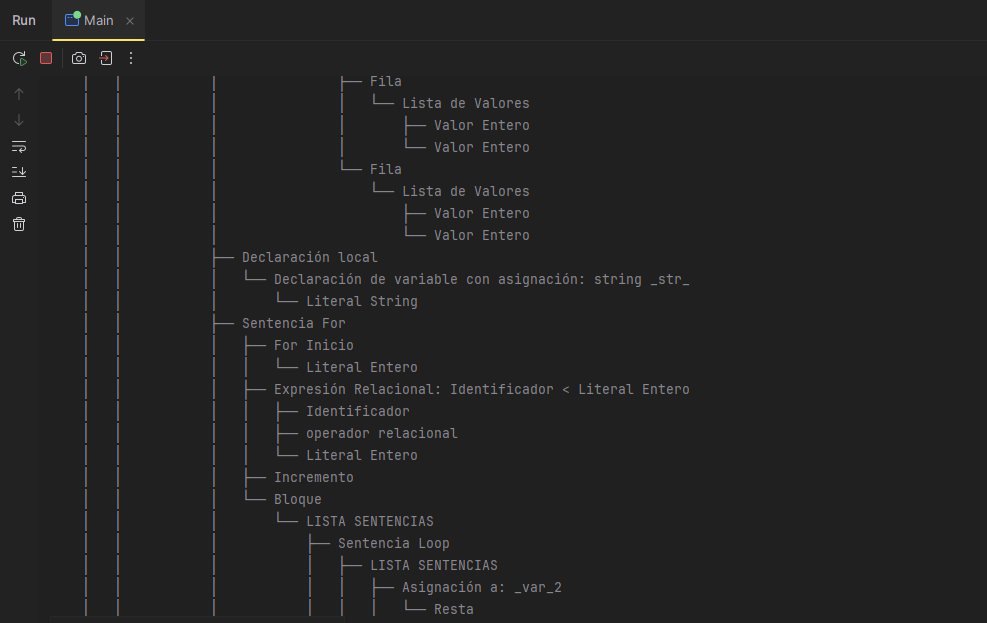 Run Main
├── Fila
│ └── Lista de Valores
│ ├── Valor Entero
│ └── Valor Entero
└── Fila
└── Lista de Valores
├── Valor Entero
└── Valor Entero
├── Declaración local
│ └── Declaración de variable con asignación: string _str_
│ └── Literal String
├── Sentencia For
│ ├── For Inicio
│ │ └── Literal Entero
│ ├── Expresión Relacional: Identificador < Literal Entero
│ │ ├── Identificador
│ │ ├── operador relacional
│ │ └── Literal Entero
│ ├── Incremento
│ └── Bloque
│ └── LISTA SENTENCIAS
│ ├── Sentencia Loop
│ │ ├── LISTA SENTENCIAS
│ │ │ ├── Asignación a: _var_2
│ │ │ │ └── Resta